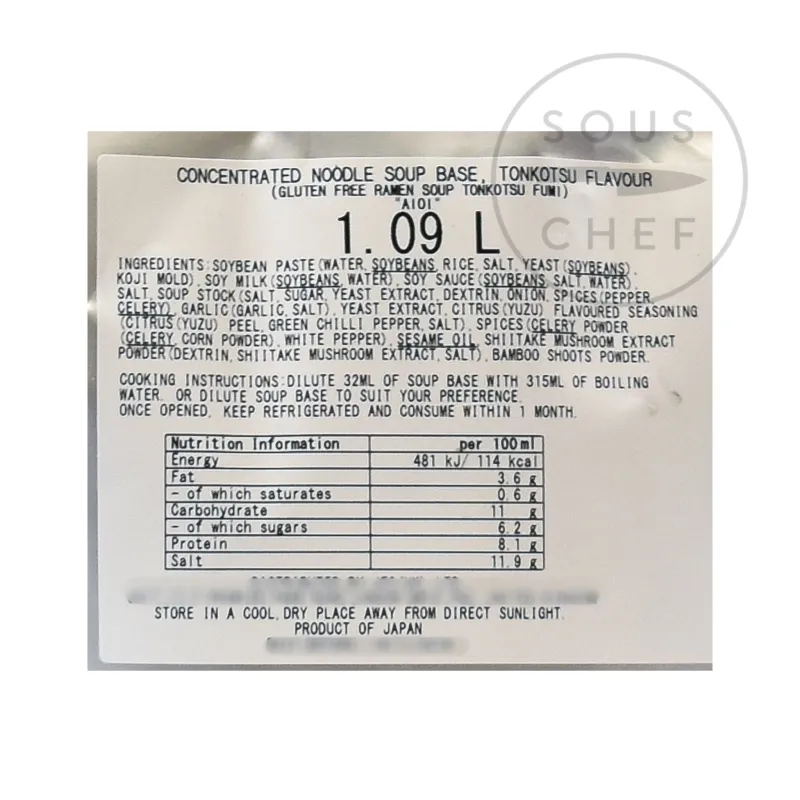 SOUS
CHEF
CONCENTRATED NOODLE SOUP BASE, TONKOTSU FLAVOUR
(GLUTEN FREE RAMEN SOUP TONKOTSU FUMI)
"AIOI"
1.09 L
INGREDIENTS:SOYBEAN PASTE(WATER, SOYBEANS, RICE, SALT, YEAST(SOYBEANS),
KOJI MOLD), SOY MILK(SOYBEANS, WATER), SOY SAUCE(SOYBEANS, SALT, WATER),
SALT, SOUP STOCK(SALT, SUGAR, YEAST EXTRACT, DEXTRIN, ONION, SPICES(PEPPER,
CELERY), GARLIC(GARLIC, SALT), YEAST EXTRACT, CITRUS(YUZU) FLAVOURED SEASONING
(CITRUS(YUZU) PEEL, GREEN CHILLI PEPPER, SALT), SPICES(CELERY POWDER
(CELERY, CORN POWDER), WHITE PEPPER), SESAME OIL, SHIITAKE MUSHROOM EXTRACT
POWDER(DEXTRIN, SHIITAKE MUSHROOM EXTRACT, SALT), BAMBOO SHOOTS POWDER.
COOKING INSTRUCTIONS:DILUTE 32ML OF SOUP BASE WITH 315ML OF BOILING
WATER. OR DILUTE SOUP BASE TO SUIT YOUR PREFERENCE.
ONCE OPENED, KEEP REFRIGERATED AND CONSUME WITHIN 1 MONTH.
Nutrition Information per 100ml
Energy 481 kJ/ 114 kcal
Fat 3.6 g
- of which saturates 0.6 g
Carbohydrate 11 g
- of which sugars 6.2 g
Protein 8.1 g
Salt 11.9 g
STORE IN A COOL, DRY PLACE AWAY FROM DIRECT SUNLIGHT.
PRODUCT OF JAPAN